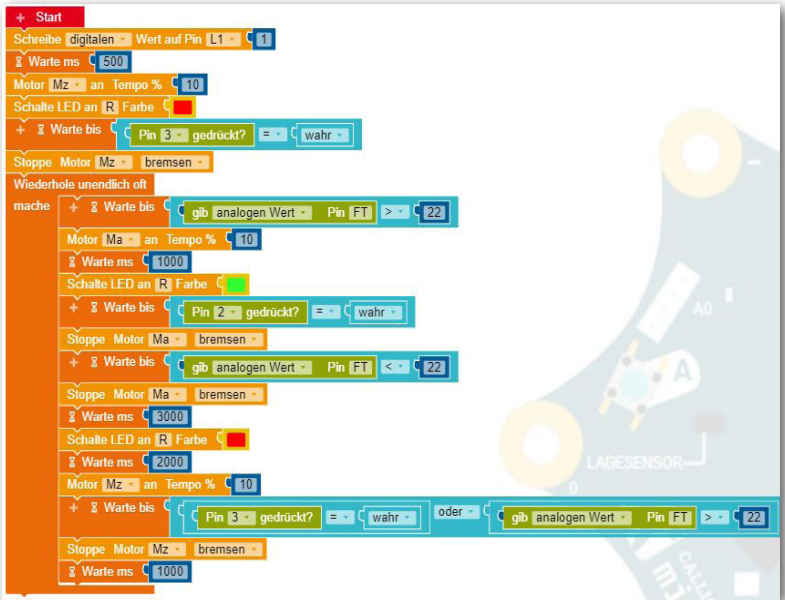 + Start
Schreibe digitalen Wert auf Pin L1 1
Warte ms 500
Motor Mz an Tempo % 10
Schalte LED an R Farbe
+ Warte bis Pin 3 gedrückt? = wahr
Stoppe Motor Mz bremsen
Wiederhole unendlich oft
mache + Warte bis gib analogen Wert Pin FT > 22
Motor Ma an Tempo % 10
Warte ms 1000
Schalte LED an R Farbe
+ Warte bis Pin 2 gedrückt? = wahr
Stoppe Motor Ma bremsen
+ Warte bis gib analogen Wert Pin FT < 22
Stoppe Motor Ma bremsen
Warte ms 3000
Schalte LED an R Farbe
Warte ms 2000
Motor Mz an Tempo % 10
+ Warte bis Pin 3 gedrückt? = wahr oder gib analogen Wert Pin FT > 22
Stoppe Motor Mz bremsen
Warte ms 1000
A0
A
LAGESENSOR
0